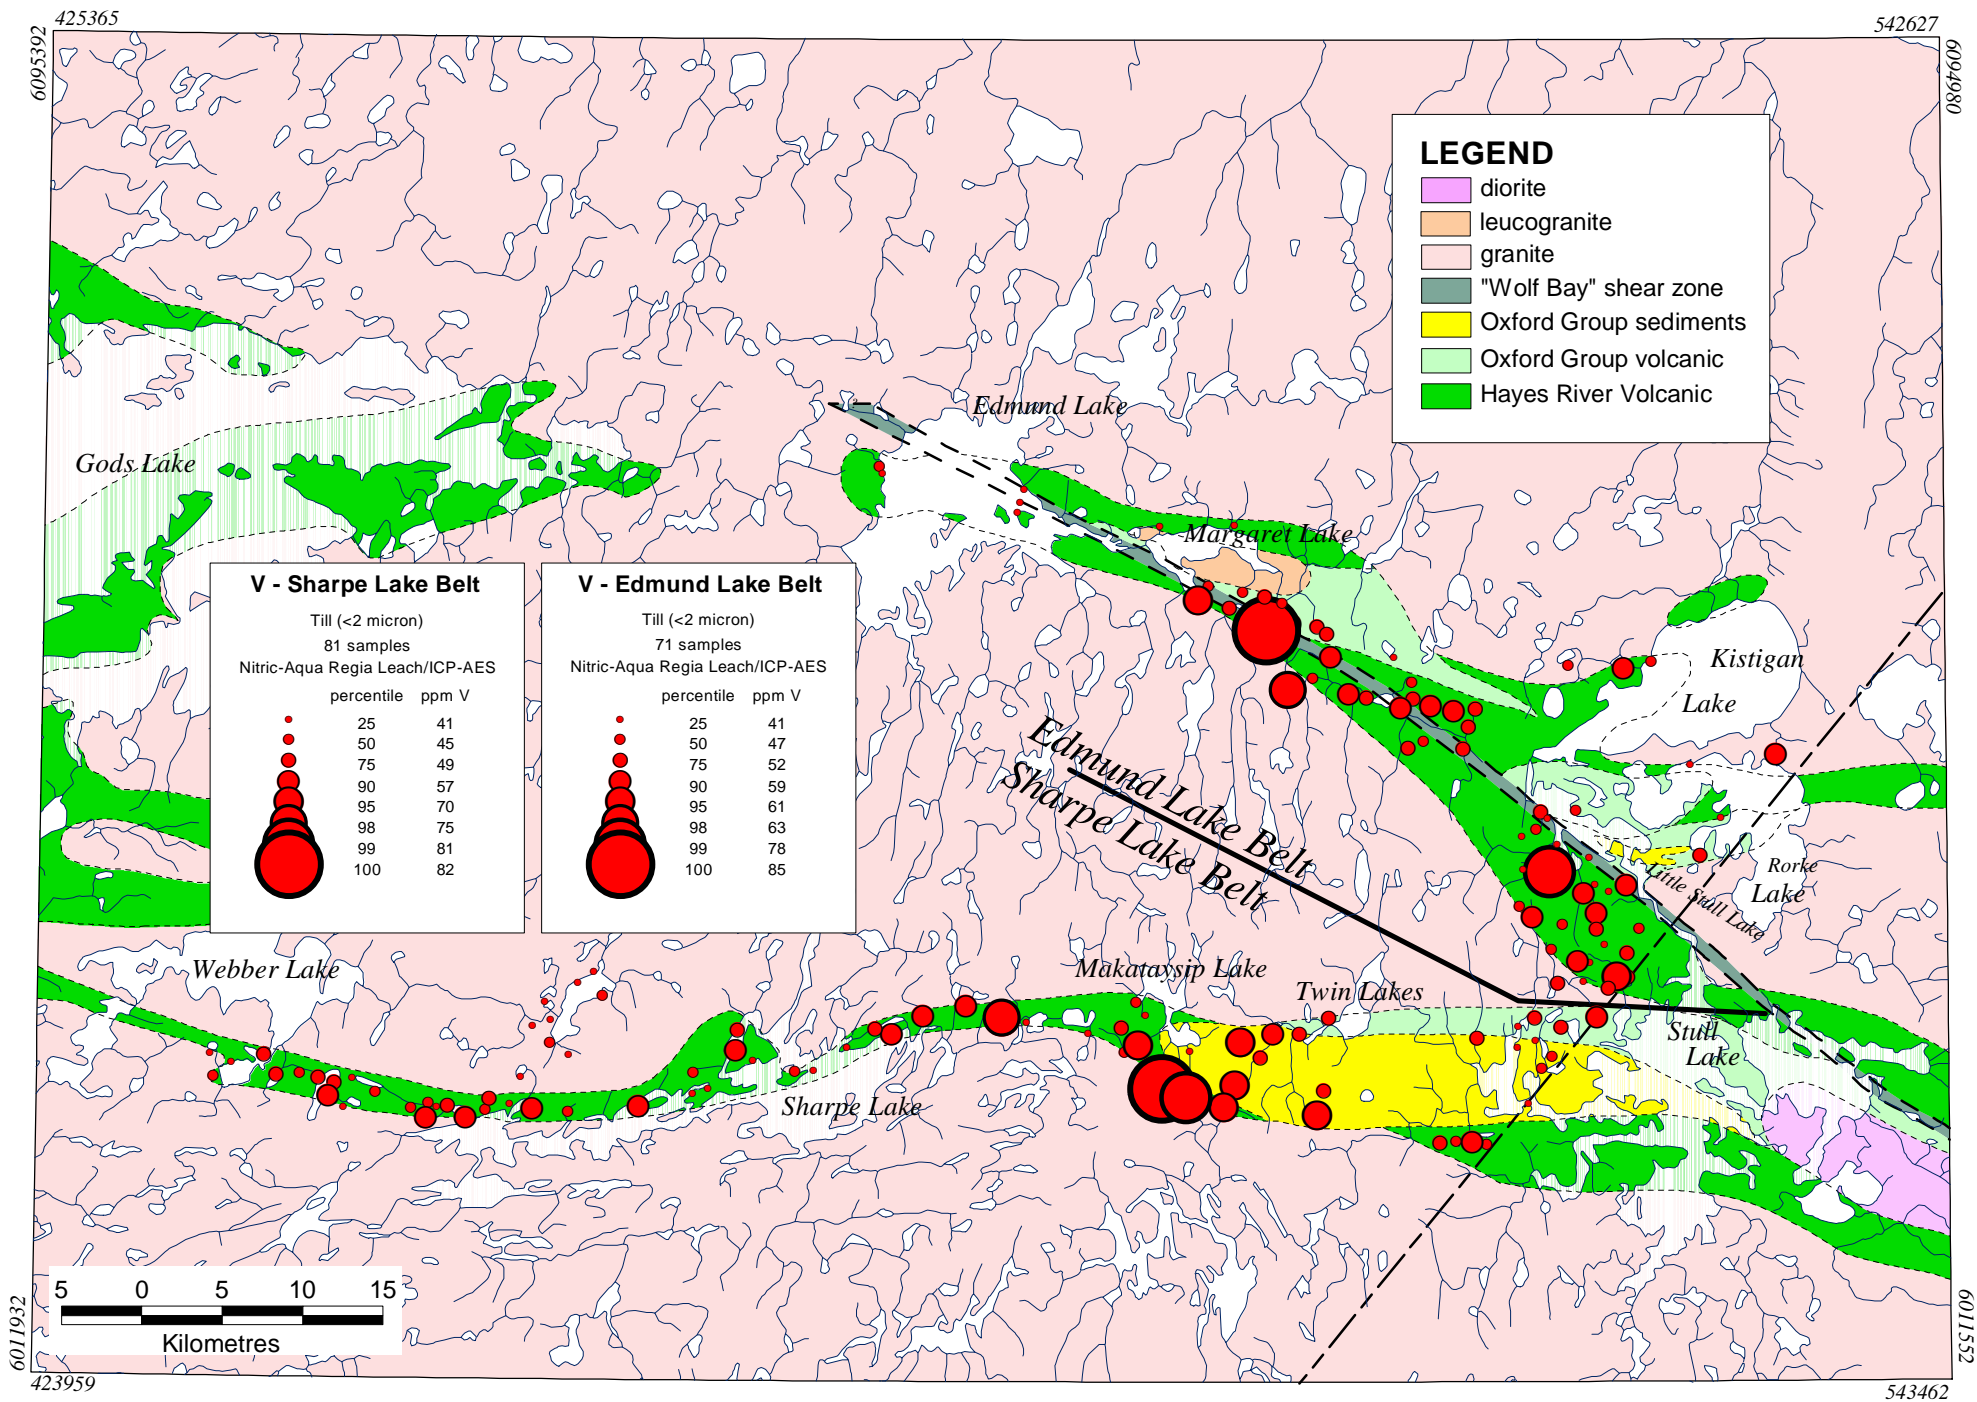 425365
542627
6095392
6094980
LEGEND
diorite
leucogranite
granite
"Wolf Bay" shear zone
Oxford Group sediments
Oxford Group volcanic
Hayes River Volcanic
Edmund Lake
Gods Lake
Margaret Lake
V - Sharpe Lake Belt
Till (<2 micron)
81 samples
Nitric-Aqua Regia Leach/ICP-AES
percentile ppm V
25 41
50 45
75 49
90 57
95 70
98 75
99 81
100 82
V - Edmund Lake Belt
Till (<2 micron)
71 samples
Nitric-Aqua Regia Leach/ICP-AES
percentile ppm V
25 41
50 47
75 52
90 59
95 61
98 63
99 78
100 85
Kistigan
Lake
Edmund Lake Belt
Sharpe Lake Belt
Rorke
Lake
Little Stull Lake
Webber Lake
Makataysip Lake
Twin Lakes
Stull
Lake
Sharpe Lake
5 0 5 10 15
Kilometres
6011932
6011552
423959
543462